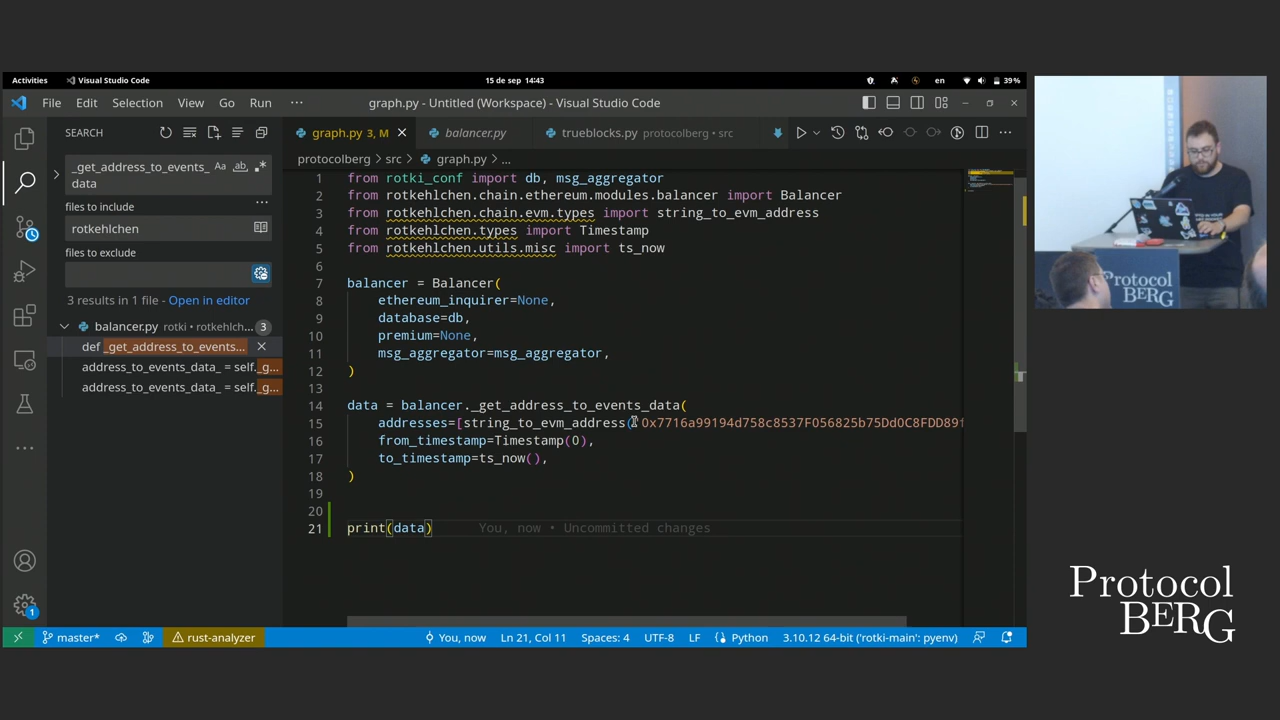 Activities
Visual Studio Code
15 de sep 14:43
en
39%
File Edit Selection View Go Run ···
graph.py - Untitled (Workspace) - Visual Studio Code
SEARCH
graph.py 3, M
balancer.py
trueblocks.py protocolberg • src
protocolberg > src > graph.py > ...
_get_address_to_events_
data
Aa ab .*
files to include
rotkehlchen
files to exclude
3 results in 1 file - Open in editor
balancer.py rotki • rotkehlch... 3
def _get_address_to_events...
address_to_events_data_ = self._g...
address_to_events_data_ = self._g...
1 from rotki_conf import db, msg_aggregator
2 from rotkehlchen.chain.ethereum.modules.balancer import Balancer
3 from rotkehlchen.chain.evm.types import string_to_evm_address
4 from rotkehlchen.types import Timestamp
5 from rotkehlchen.utils.misc import ts_now
6
7 balancer = Balancer(
8 ethereum_inquirer=None,
9 database=db,
10 premium=None,
11 msg_aggregator=msg_aggregator,
12 )
13
14 data = balancer._get_address_to_events_data(
15 addresses=[string_to_evm_address('0x7716a99194d758c8537F056825b75Dd0C8FDD89f
16 from_timestamp=Timestamp(0),
17 to_timestamp=ts_now(),
18 )
19
20
21 print(data) You, now • Uncommitted changes
1
master*
rust-analyzer
You, now
Ln 21, Col 11
Spaces: 4
UTF-8
LF
Python
3.10.12 64-bit ('rotki-main': pyenv)
Protocol
BERG
Protocol
BERG